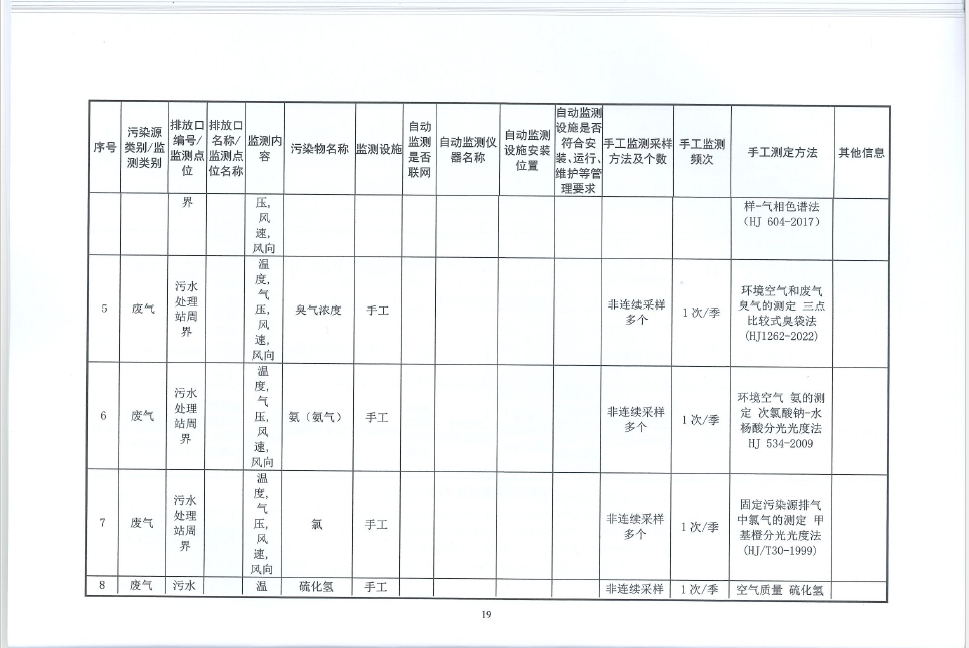 序号
污染源
类别/监
测类别
排放口
编号/
监测点
位
排放口
名称/
监测点
位名称
监测内
容
污染物名称
监测设施
自动
监测
是否
联网
自动监测仪
器名称
自动监测
设施安装
位置
自动监测
设施是否
符合安
装、运行、
维护等管
理要求
手工监测采样
方法及个数
手工监测
频次
手工测定方法
其他信息
界
压,
风
速,
风向
样-气相色谱法
(HJ 604-2017)
5
废气
污水
处理
站周
界
温
度,
气
压,
风
速,
风向
臭气浓度
手工
非连续采样
多个
1次/季
环境空气和废气
臭气的测定 三点
比较式臭袋法
(HJ1262-2022)
6
废气
污水
处理
站周
界
温
度,
气
压,
风
速,
风向
氨（氨气）
手工
非连续采样
多个
1次/季
环境空气 氨的测
定 次氯酸钠-水
杨酸分光光度法
HJ 534-2009
7
废气
污水
处理
站周
界
温
度,
气
压,
风
速,
风向
氯
手工
非连续采样
多个
1次/季
固定污染源排气
中氯气的测定 甲
基橙分光光度法
(HJ/T30-1999)
8
废气
污水
温
硫化氢
手工
非连续采样
1次/季
空气质量 硫化氢
19